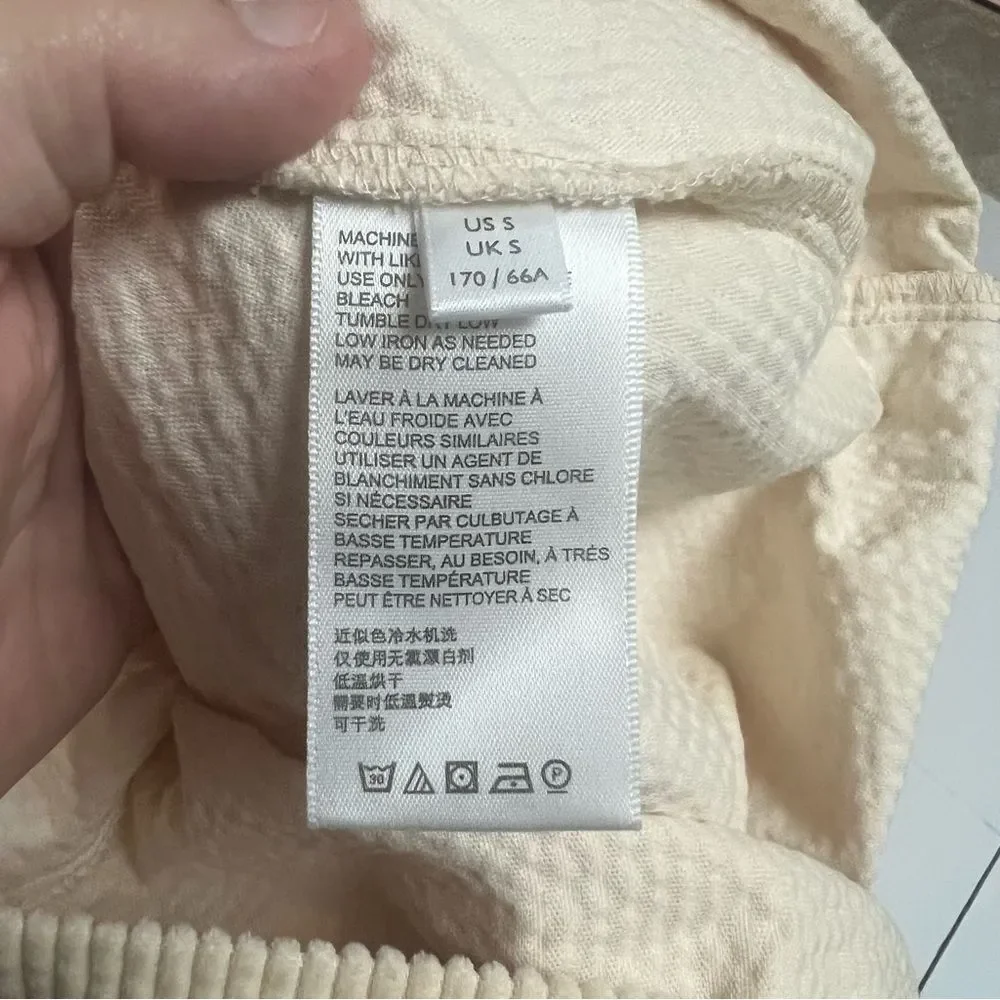 US S
UK S
170 / 66A
MACHINE
WITH
USE ONLY
BLEACH
TUMBLE DRY LOW
LOW IRON AS NEEDED
MAY BE DRY CLEANED
LAVER À LA MACHINE À
L'EAU FROIDE AVEC
COULEURS SIMILAIRES
UTILISER UN AGENT DE
BLANCHIMENT SANS CHLORE
SI NÉCESSAIRE
SECHER PAR CULBUTAGE À
BASSE TEMPERATURE
REPASSER, AU BESOIN, À TRÉS
BASSE TEMPÉRATURE
PEUT ÊTRE NETTOYER À SEC
近似色冷水机洗
仅使用无氯漂白剂
低温烘干
需要时低温熨烫
可干洗
30 P